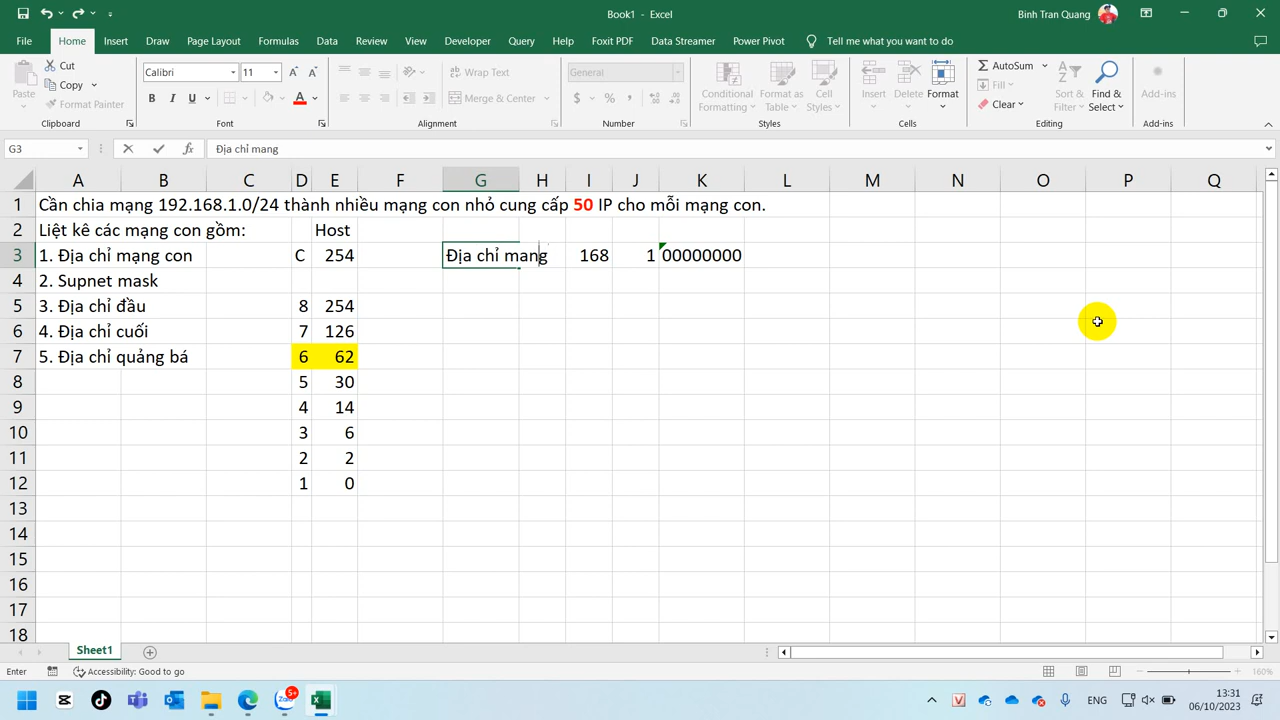 Book1 - Excel
Binh Tran Quang
File Home Insert Draw Page Layout Formulas Data Review View Developer Query Help Foxit PDF Data Streamer Power Pivot Tell me what you want to do
Paste
Cut
Copy
Format Painter
Clipboard
Calibri 11
B I U
A
Font
Wrap Text
Merge & Center
Alignment
General
$ % ,
Number
Conditional Formatting
Format as Table
Cell Styles
Styles
Insert
Delete
Format
Cells
AutoSum
Fill
Clear
Sort & Filter
Find & Select
Editing
Add-ins
Add-ins
G3 fx Địa chỉ mang
A B C D E F G H I J K L M N O P Q
1 Cần chia mạng 192.168.1.0/24 thành nhiều mạng con nhỏ cung cấp 50 IP cho mỗi mạng con.
2 Liệt kê các mạng con gồm: Host
3 1. Địa chỉ mạng con C 254 Địa chỉ mang 168 1 00000000
4 2. Supnet mask
5 3. Địa chỉ đầu 8 254
6 4. Địa chỉ cuối 7 126
7 5. Địa chỉ quảng bá 6 62
8 5 30
9 4 14
10 3 6
11 2 2
12 1 0
13
14
15
16
17
18
Sheet1
Enter Accessibility: Good to go 160%
5+
Zalo
ENG
13:31
06/10/2023